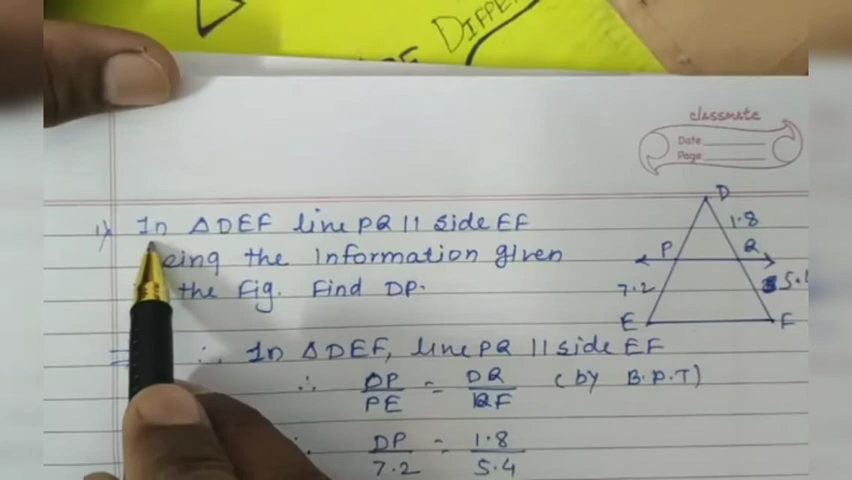 DIFFE
classmate
Date
Page
1) In △DEF line PQ || side EF
the Information given
the Fig. Find DP.
D
1.8
P
Q
7.2
5.4
E
F
∴ In △DEF, line PQ || side EF
∴ DP/PE = DQ/QF (by B.P.T)
∴ DP/7.2 = 1.8/5.4